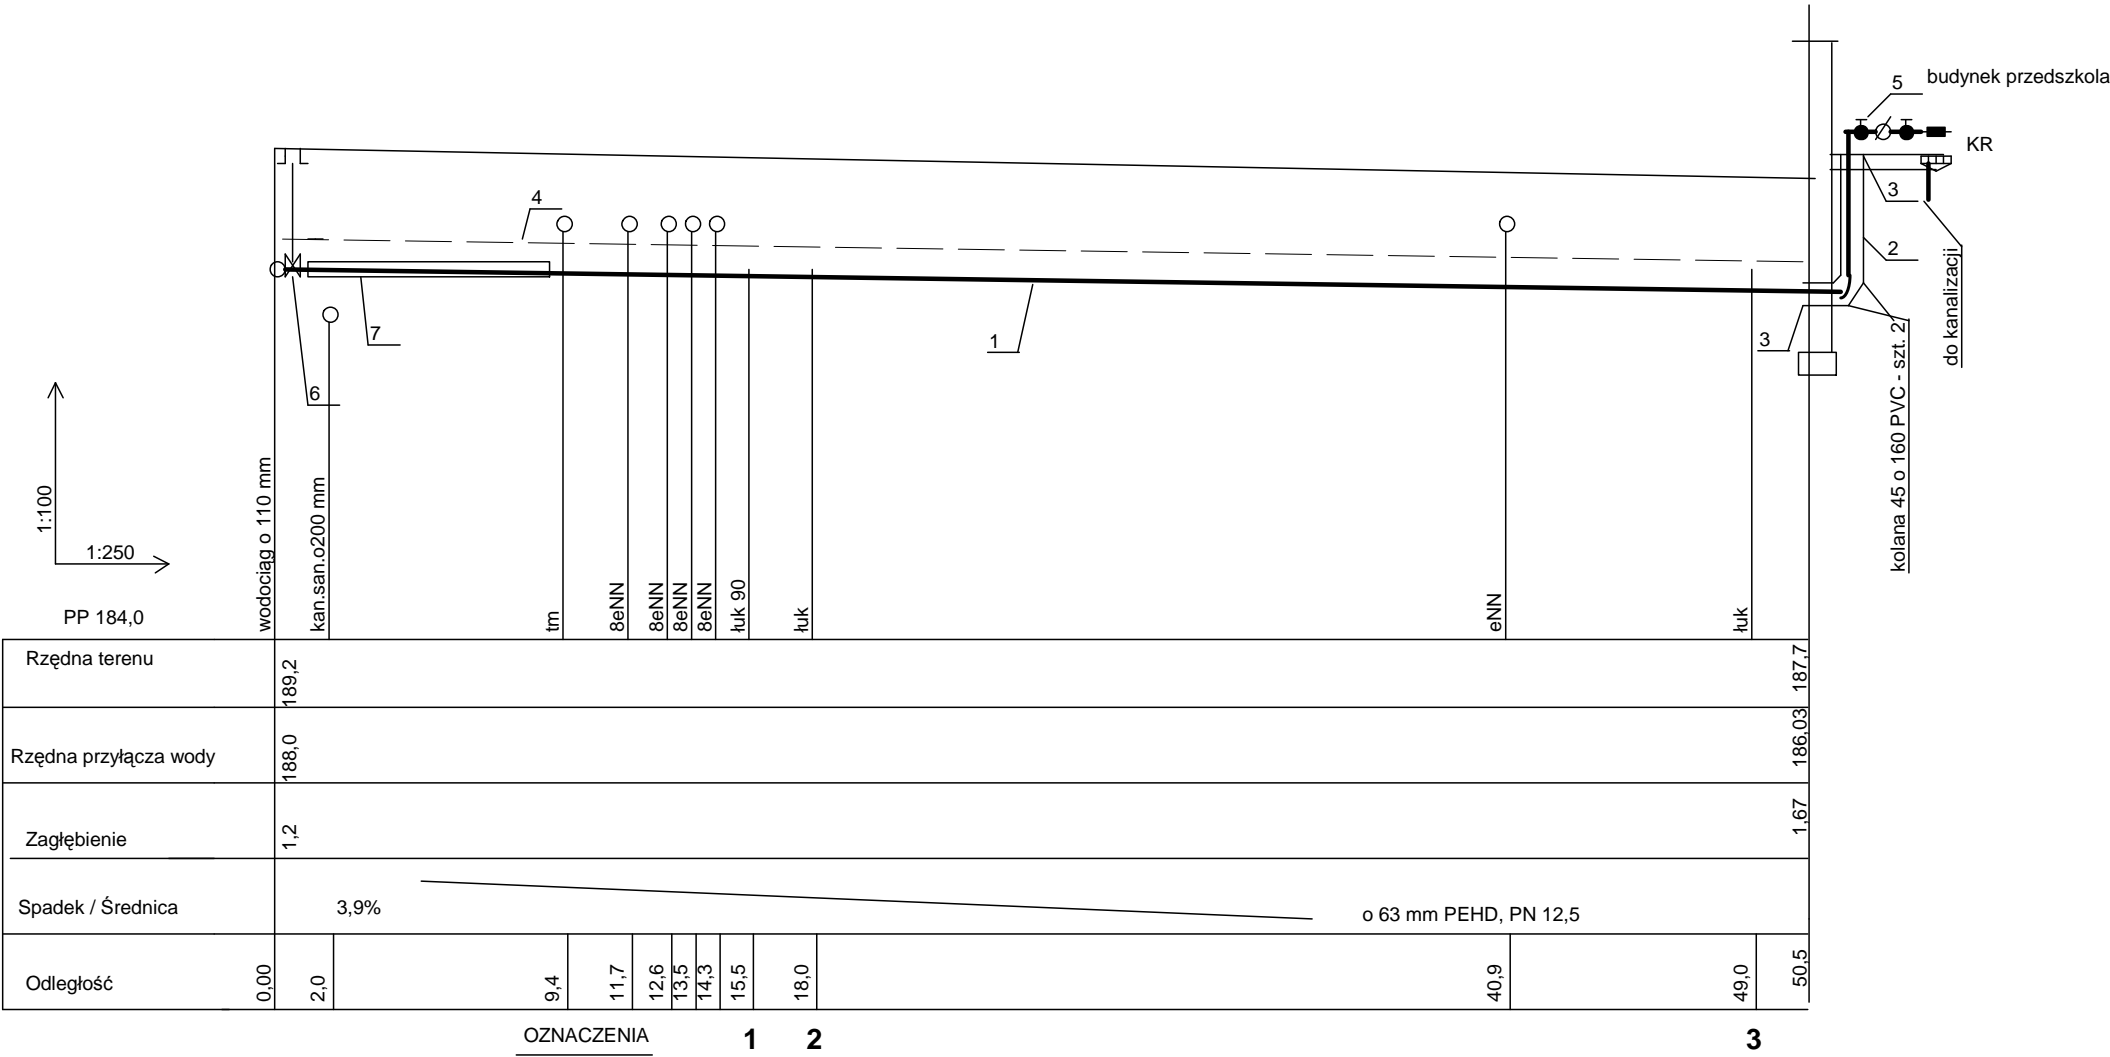 5
budynek przedszkola
KR
3
2
do kanalizacji
4
7
6
1
3
kolana 45 o 160 PVC - szt. 2
1:100
1:250
PP 184,0
wodociąg o 110 mm
kan.san.o200 mm
tm
8eNN
8eNN
8eNN
8eNN
łuk 90
łuk
eNN
łuk
Rzędna terenu
189,2
187,7
Rzędna przyłącza wody
188,0
186,03
Zagłębienie
1,2
1,67
Spadek / Średnica
3,9%
o 63 mm PEHD, PN 12,5
Odległość
0,00
2,0
9,4
11,7
12,6
13,5
14,3
15,5
18,0
40,9
49,0
50,5
OZNACZENIA
1
2
3